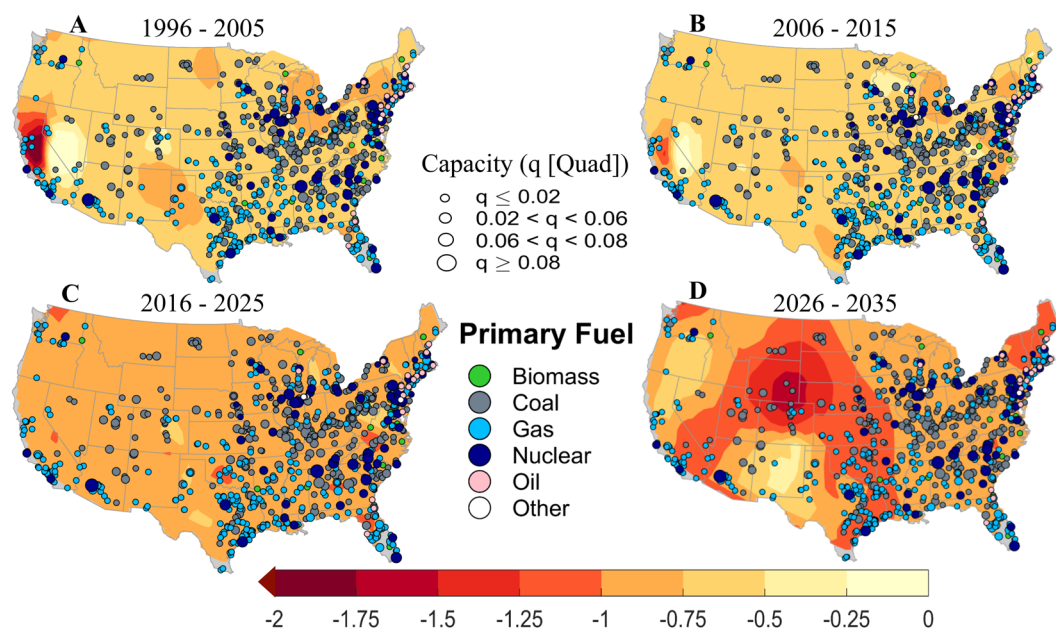 A
1996 - 2005
B
2006 - 2015
Capacity (q [Quad])
q ≤ 0.02
0.02 < q < 0.06
0.06 < q < 0.08
q ≥ 0.08
C
2016 - 2025
D
2026 - 2035
Primary Fuel
Biomass
Coal
Gas
Nuclear
Oil
Other
-2 -1.75 -1.5 -1.25 -1 -0.75 -0.5 -0.25 0